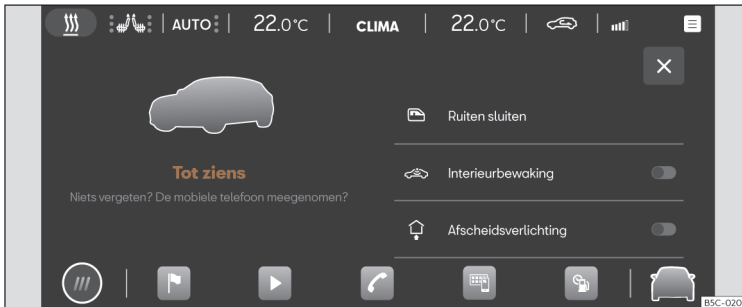 AUTO 22.0°C CLIMA 22.0°C
Ruiten sluiten
Tot ziens
Niets vergeten? De mobiele telefoon meegenomen?
Interieurbewaking
Afscheidsverlichting
B5C-020